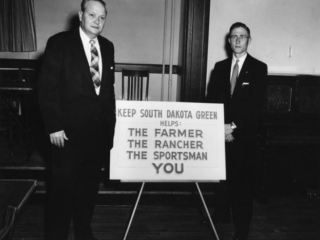 KEEP SOUTH DAKOTA GREEN
HELPS:
THE FARMER
THE RANCHER
THE SPORTSMAN
YOU